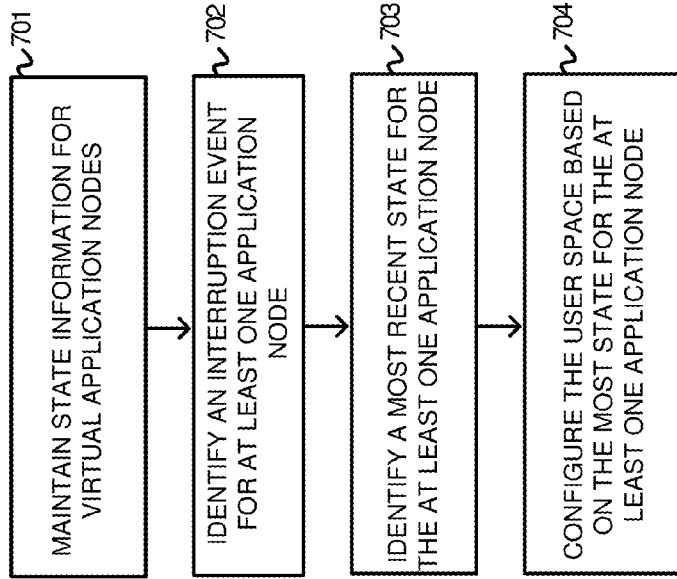 701
MAINTAIN STATE INFORMATION FOR
VIRTUAL APPLICATION NODES
702
IDENTIFY AN INTERRUPTION EVENT
FOR AT LEAST ONE APPLICATION
NODE
703
IDENTIFY A MOST RECENT STATE FOR
THE AT LEAST ONE APPLICATION NODE
704
CONFIGURE THE USER SPACE BASED
ON THE MOST STATE FOR THE AT
LEAST ONE APPLICATION NODE